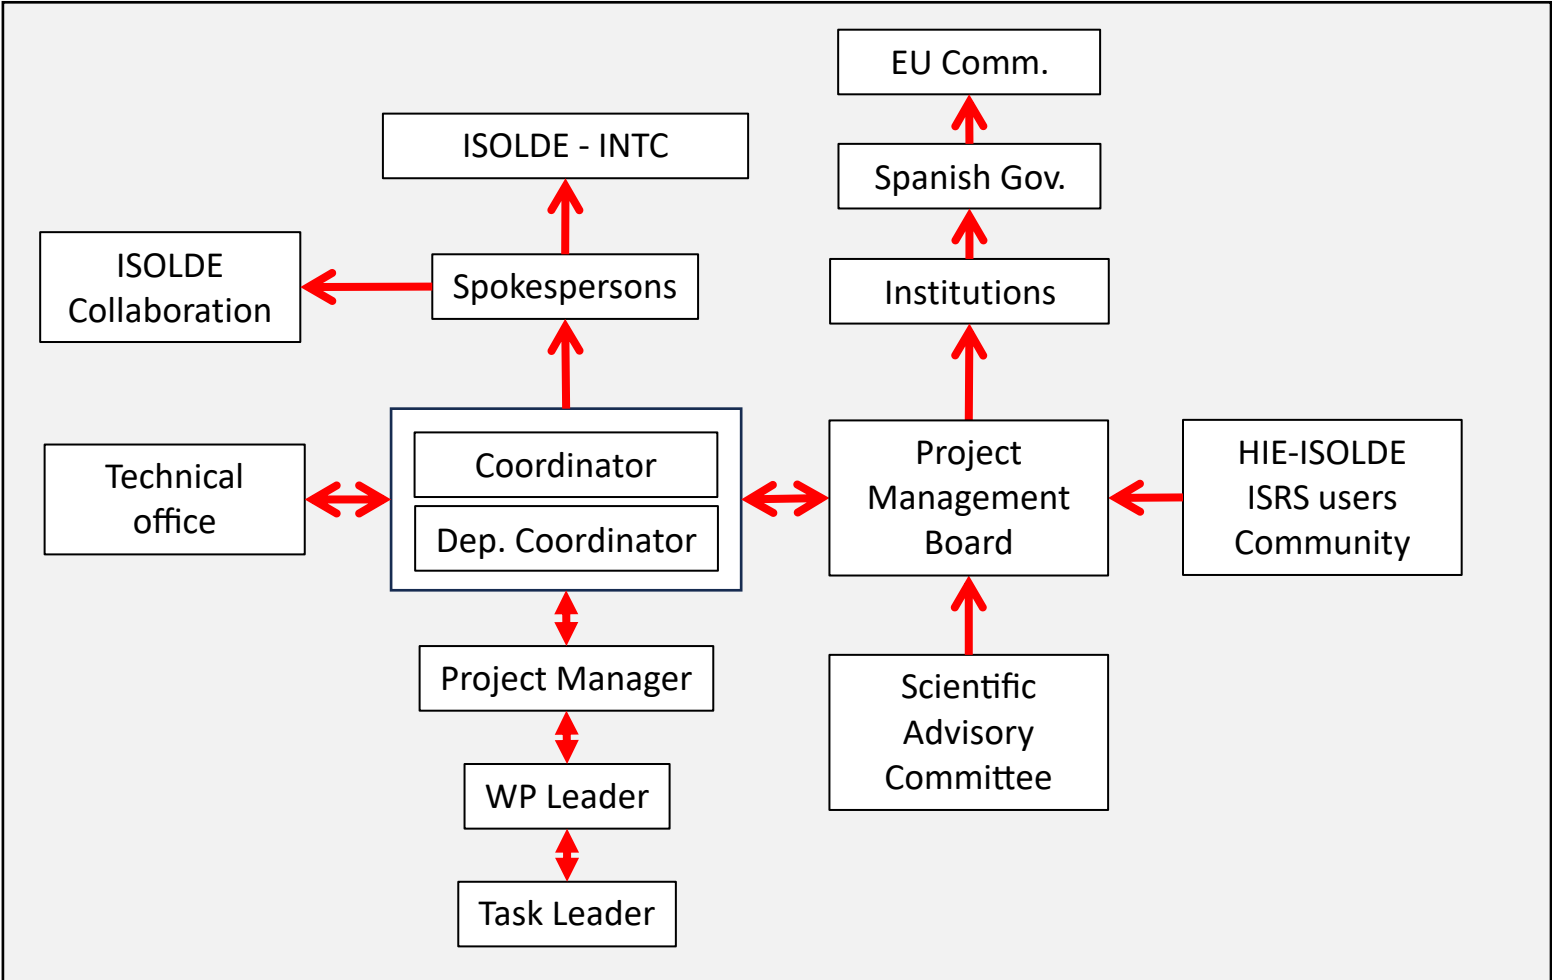 EU Comm.
ISOLDE - INTC
Spanish Gov.
ISOLDE
Collaboration
Spokespersons
Institutions
Technical
office
Coordinator
Dep. Coordinator
Project
Management
Board
HIE-ISOLDE
ISRS users
Community
Project Manager
Scientific
Advisory
Committee
WP Leader
Task Leader